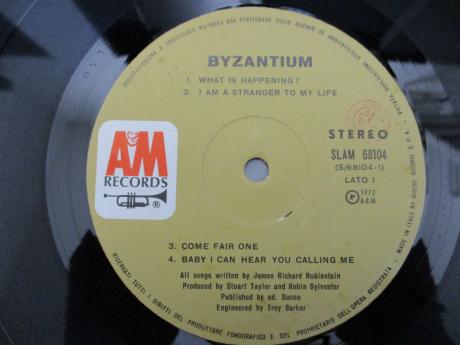 BYZANTIUM
1. WHAT IS HAPPENING?
2. I AM A STRANGER TO MY LIFE
A&M
RECORDS
®
STEREO
SLAM 68104
(S/68104-1)
LATO 1
P 1972
A&M
3. COME FAIR ONE
4. BABY I CAN HEAR YOU CALLING ME
All songs written by James Richard Rubinstein
Produced by Stuart Taylor and Robin Sylvester
Published by ed. Suono
Engineered by Troy Barker
RISERVATI TUTTI I DIRITTI DEL PRODUTTORE FONOGRAFICO E DEL PROPRIETARIO DELL'OPERA REGISTRATA - MADE IN ITALY BY DISCHI RICORDI S.P.A.